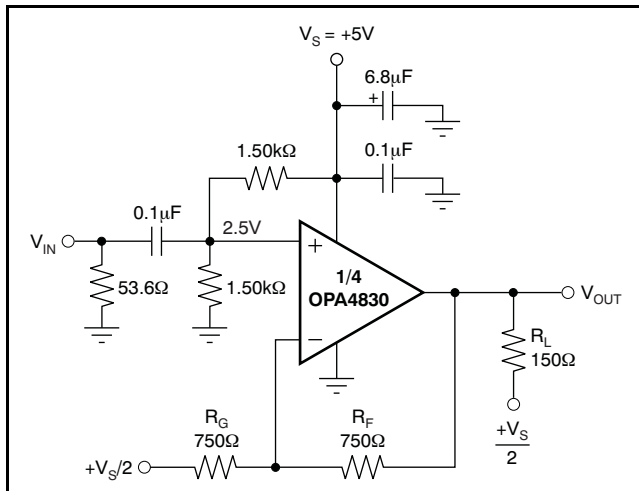 V_S = +5V
6.8μF
+
1.50kΩ
0.1μF
0.1μF
V_IN
2.5V
+
53.6Ω
1.50kΩ
1/4
OPA4830
V_OUT
−
R_L
150Ω
R_G
750Ω
R_F
750Ω
+V_S/2
+V_S
2